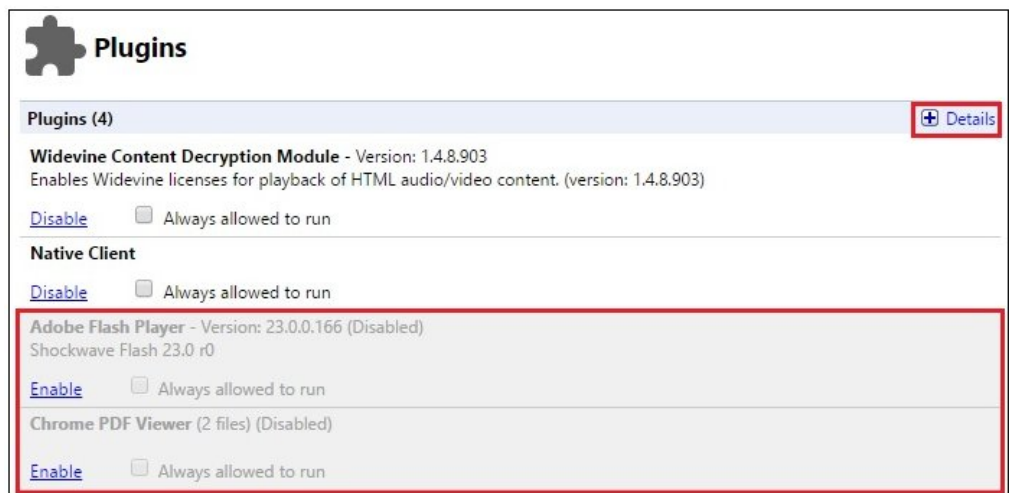 Plugins
Plugins (4)
Details
Widevine Content Decryption Module - Version: 1.4.8.903
Enables Widevine licenses for playback of HTML audio/video content. (version: 1.4.8.903)
Disable Always allowed to run
Native Client
Disable Always allowed to run
Adobe Flash Player - Version: 23.0.0.166 (Disabled)
Shockwave Flash 23.0 r0
Enable Always allowed to run
Chrome PDF Viewer (2 files) (Disabled)
Enable Always allowed to run